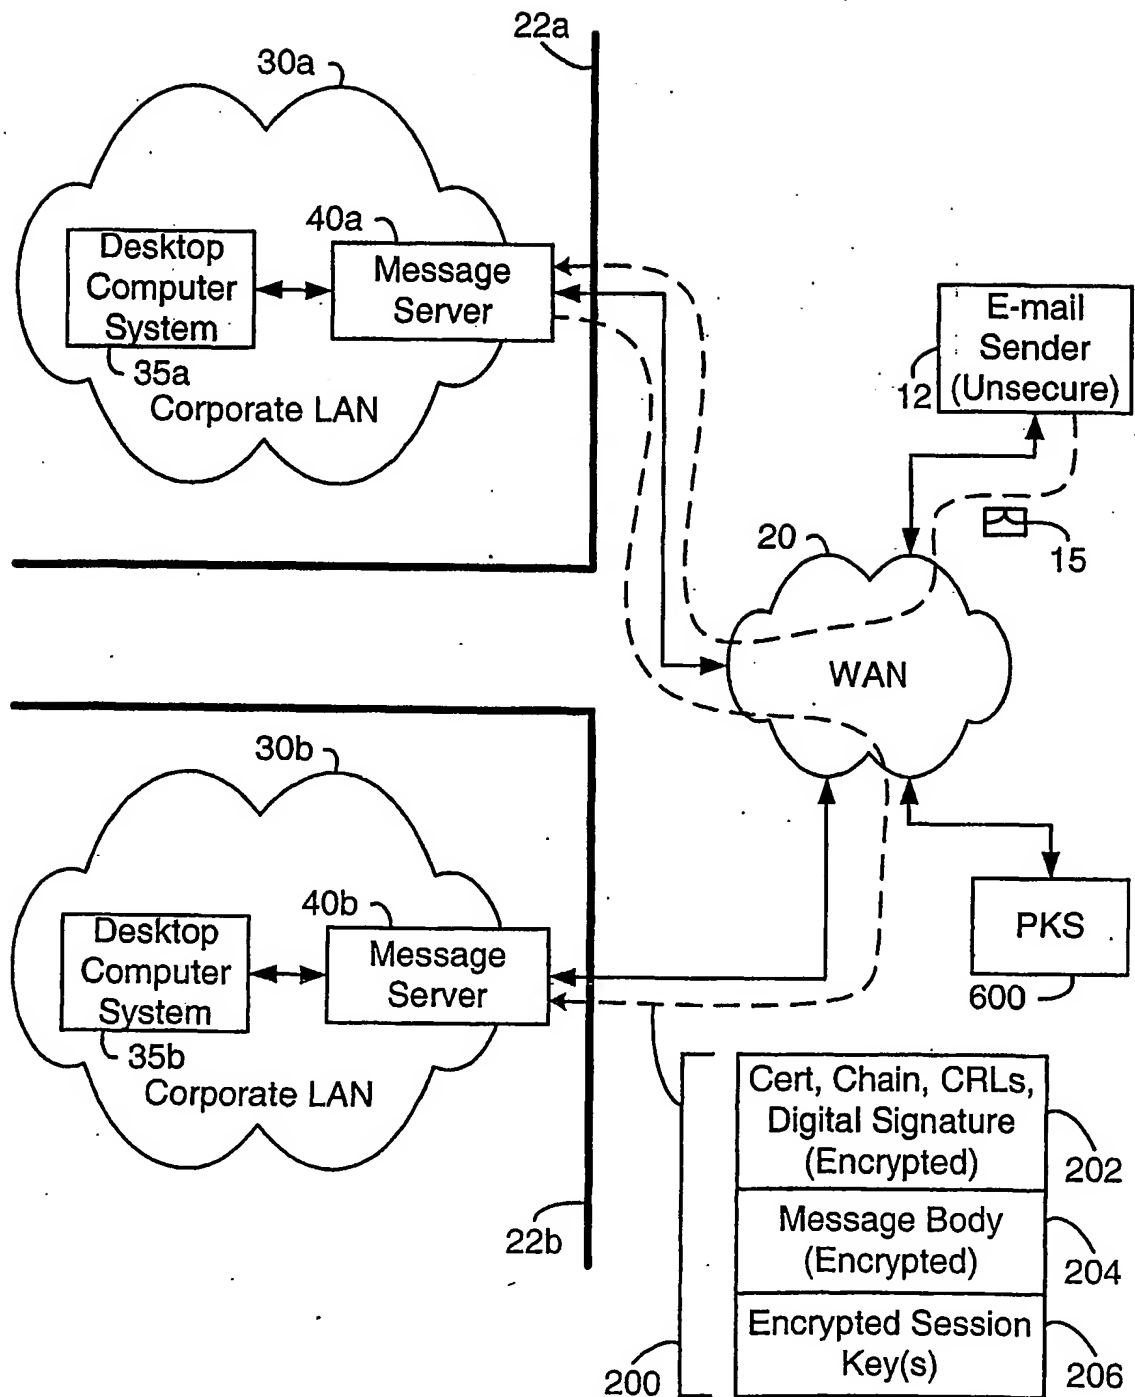 22a
30a
40a
Desktop
Computer
System
Message
Server
35a
Corporate LAN
E-mail
Sender
(Unsecure)
12
20
15
WAN
30b
40b
Desktop
Computer
System
Message
Server
35b
Corporate LAN
PKS
600
22b
Cert, Chain, CRLs,
Digital Signature
(Encrypted)
202
Message Body
(Encrypted)
204
Encrypted Session
Key(s)
200
206